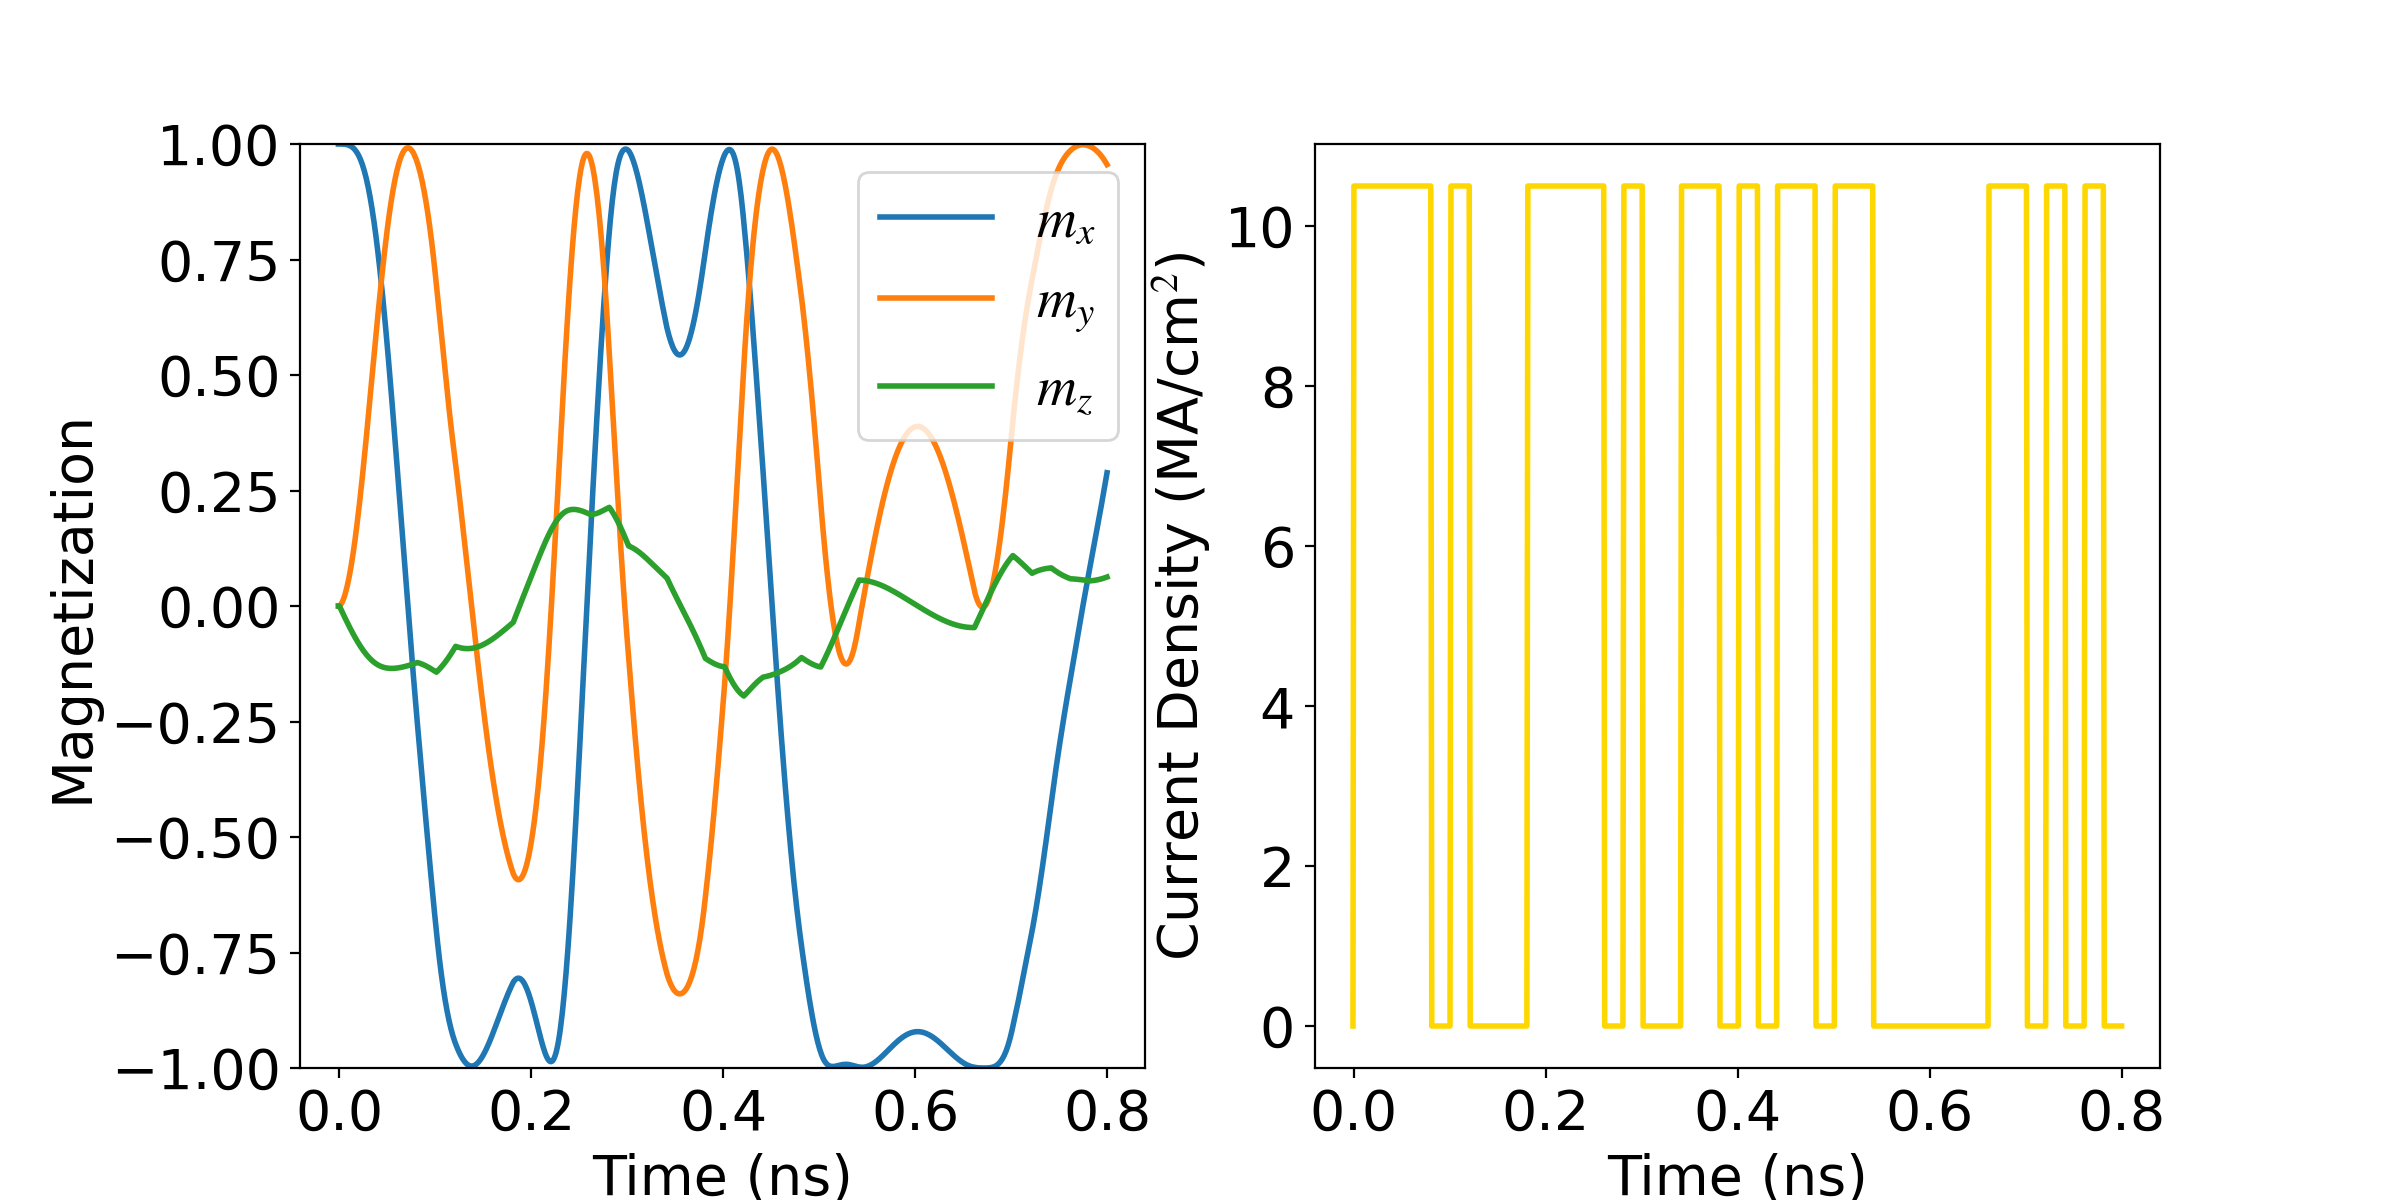 1.00
0.75
0.50
0.25
0.00
−0.25
−0.50
−0.75
−1.00
Magnetization
0.0 0.2 0.4 0.6 0.8
Time (ns)
m_x
m_y
m_z
10
8
6
4
2
0
Current Density (MA/cm²)
0.0 0.2 0.4 0.6 0.8
Time (ns)